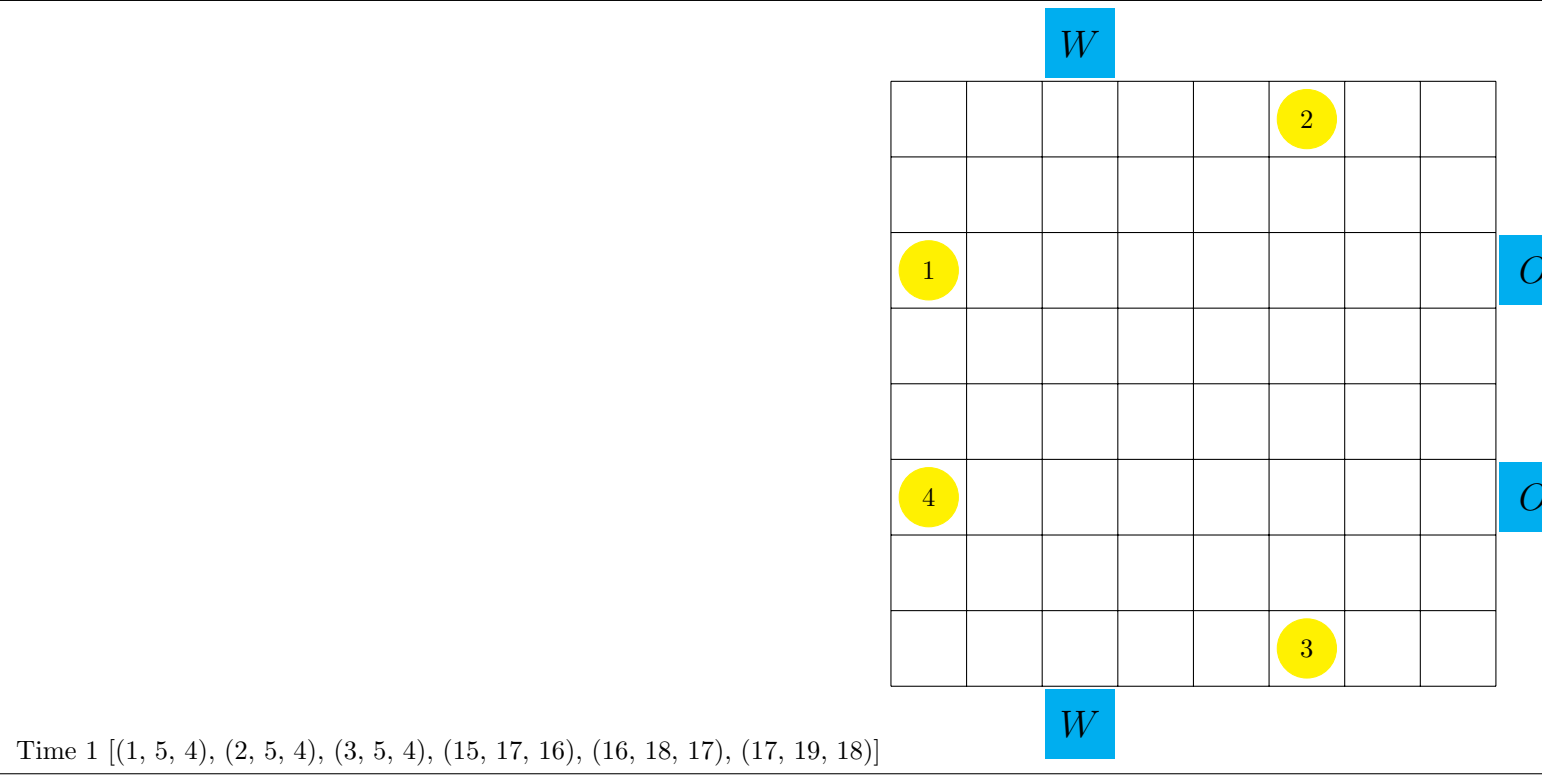 W
2
1
O
4
O
3
W
Time 1 [(1, 5, 4), (2, 5, 4), (3, 5, 4), (15, 17, 16), (16, 18, 17), (17, 19, 18)]